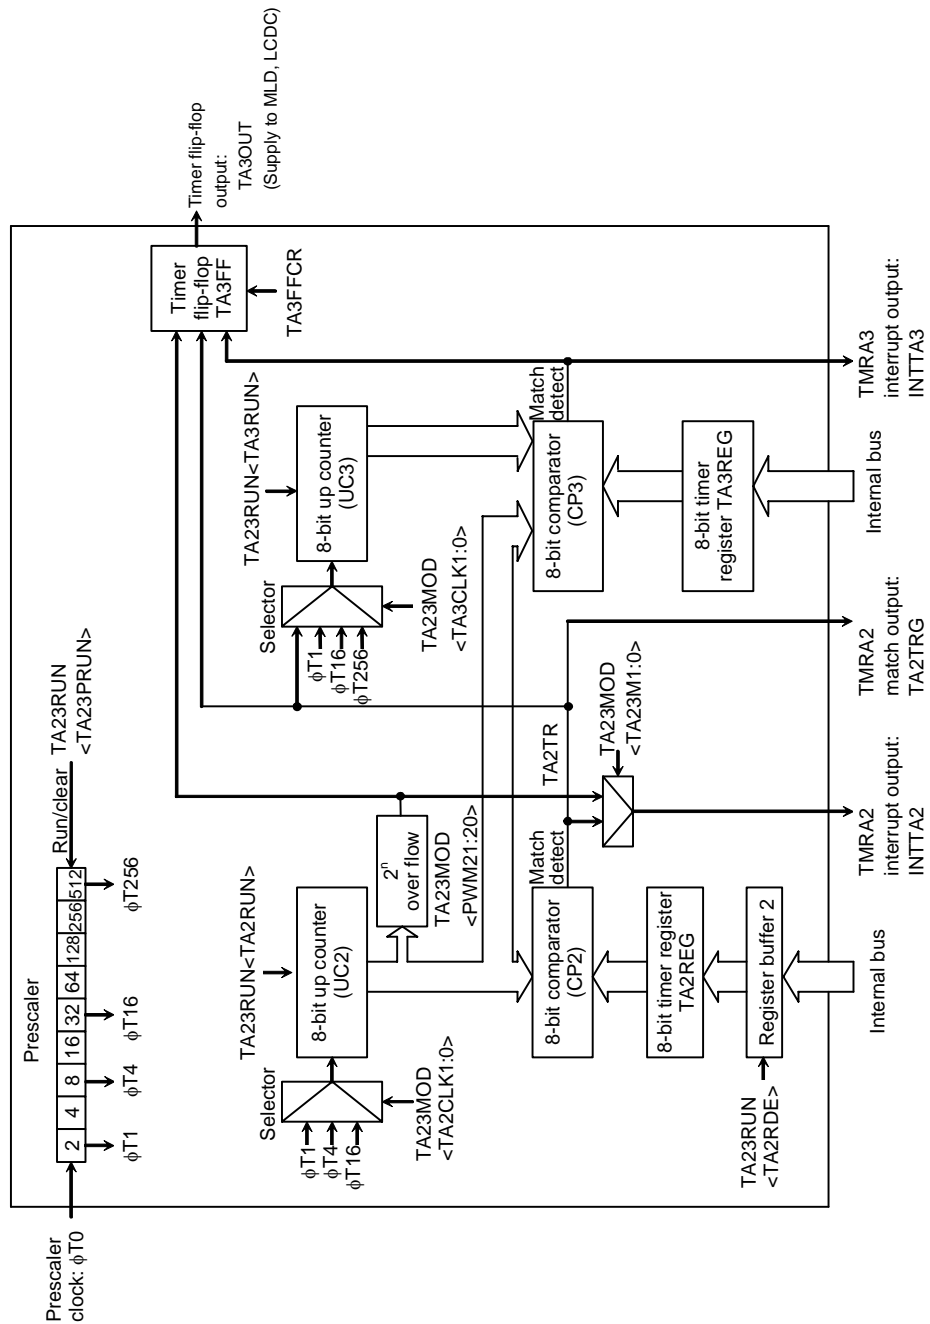 Prescaler
clock: ϕT0
Prescaler
2 4 8 16 32 64 128 256 512
Run/clear
TA23RUN
<TA23PRUN>
ϕT1
ϕT4
ϕT16
ϕT256
TA23RUN<TA2RUN>
Selector
8-bit up counter
(UC2)
ϕT1
ϕT4
ϕT16
TA23MOD
<TA2CLK1:0>
2ⁿ
over flow
TA23MOD
<PWM21:20>
TA23RUN<TA3RUN>
Selector
8-bit up counter
(UC3)
ϕT1
ϕT16
ϕT256
TA23MOD
<TA3CLK1:0>
Timer
flip-flop
TA3FF
TA3FFCR
Timer flip-flop
output:
TA3OUT
(Supply to MLD, LCDC)
8-bit comparator
(CP2)
Match
detect
TA2TR
8-bit comparator
(CP3)
Match
detect
8-bit timer register
TA2REG
TA23MOD
<TA23M1:0>
8-bit timer
register TA3REG
Register buffer 2
TA23RUN
<TA2RDE>
Internal bus
TMRA2
interrupt output:
INTTA2
TMRA2
match output:
TA2TRG
Internal bus
TMRA3
interrupt output:
INTTA3